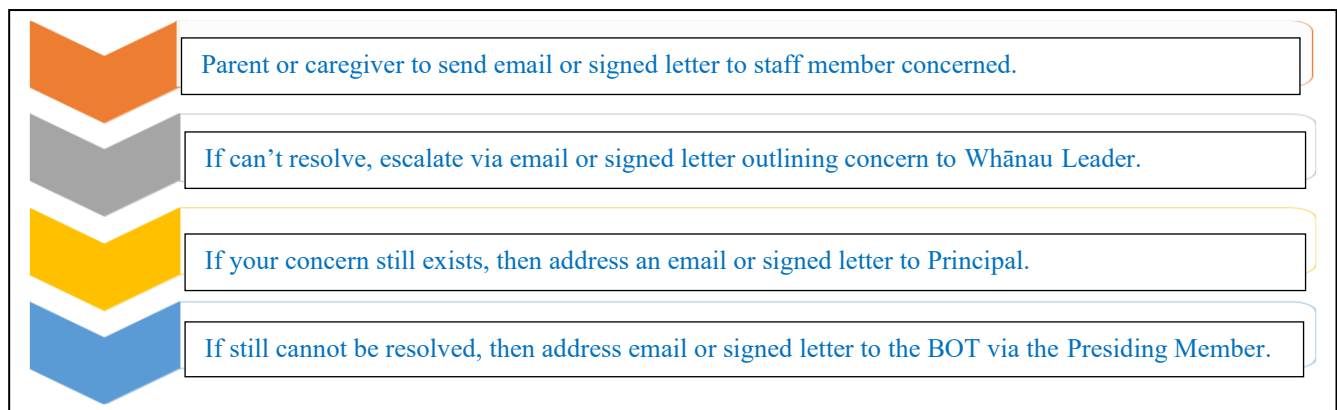 Parent or caregiver to send email or signed letter to staff member concerned.
If can’t resolve, escalate via email or signed letter outlining concern to Whānau Leader.
If your concern still exists, then address an email or signed letter to Principal.
If still cannot be resolved, then address email or signed letter to the BOT via the Presiding Member.